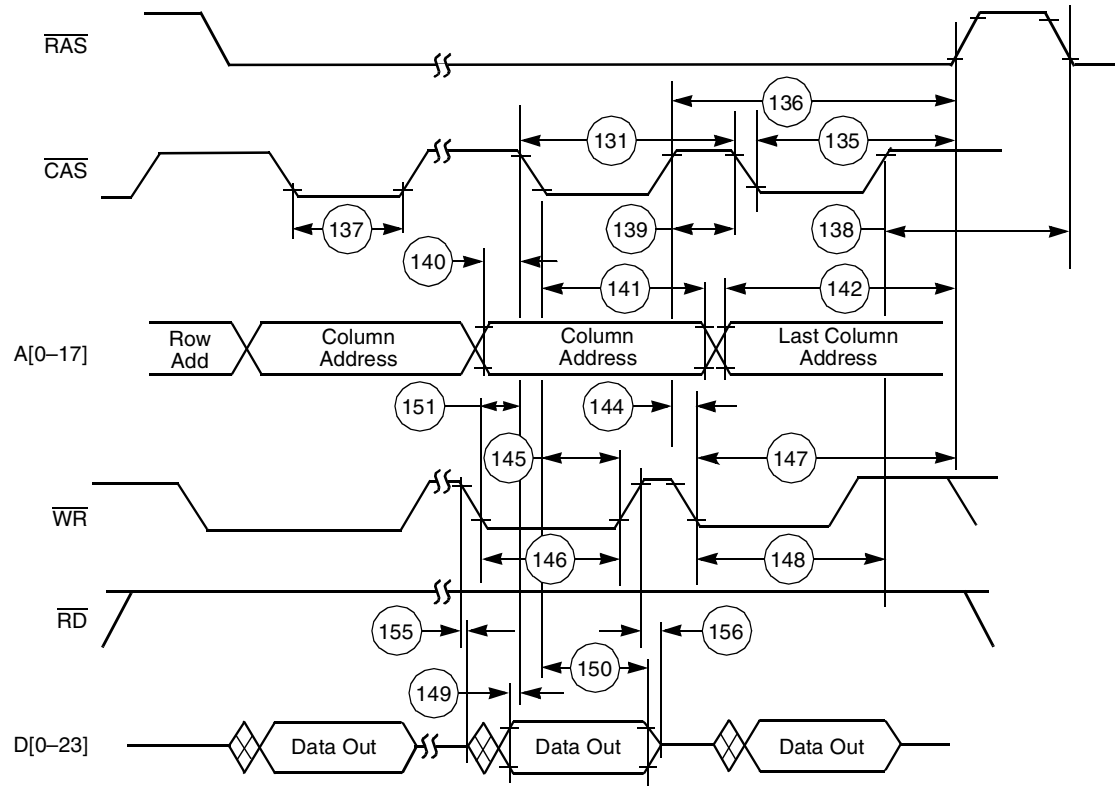 RAS
136
131
135
CAS
137
139
138
140
141
142
A[0–17]
Row
Add
Column
Address
Column
Address
Last Column
Address
151
144
145
147
WR
146
148
RD
155
156
150
149
D[0–23]
Data Out
Data Out
Data Out